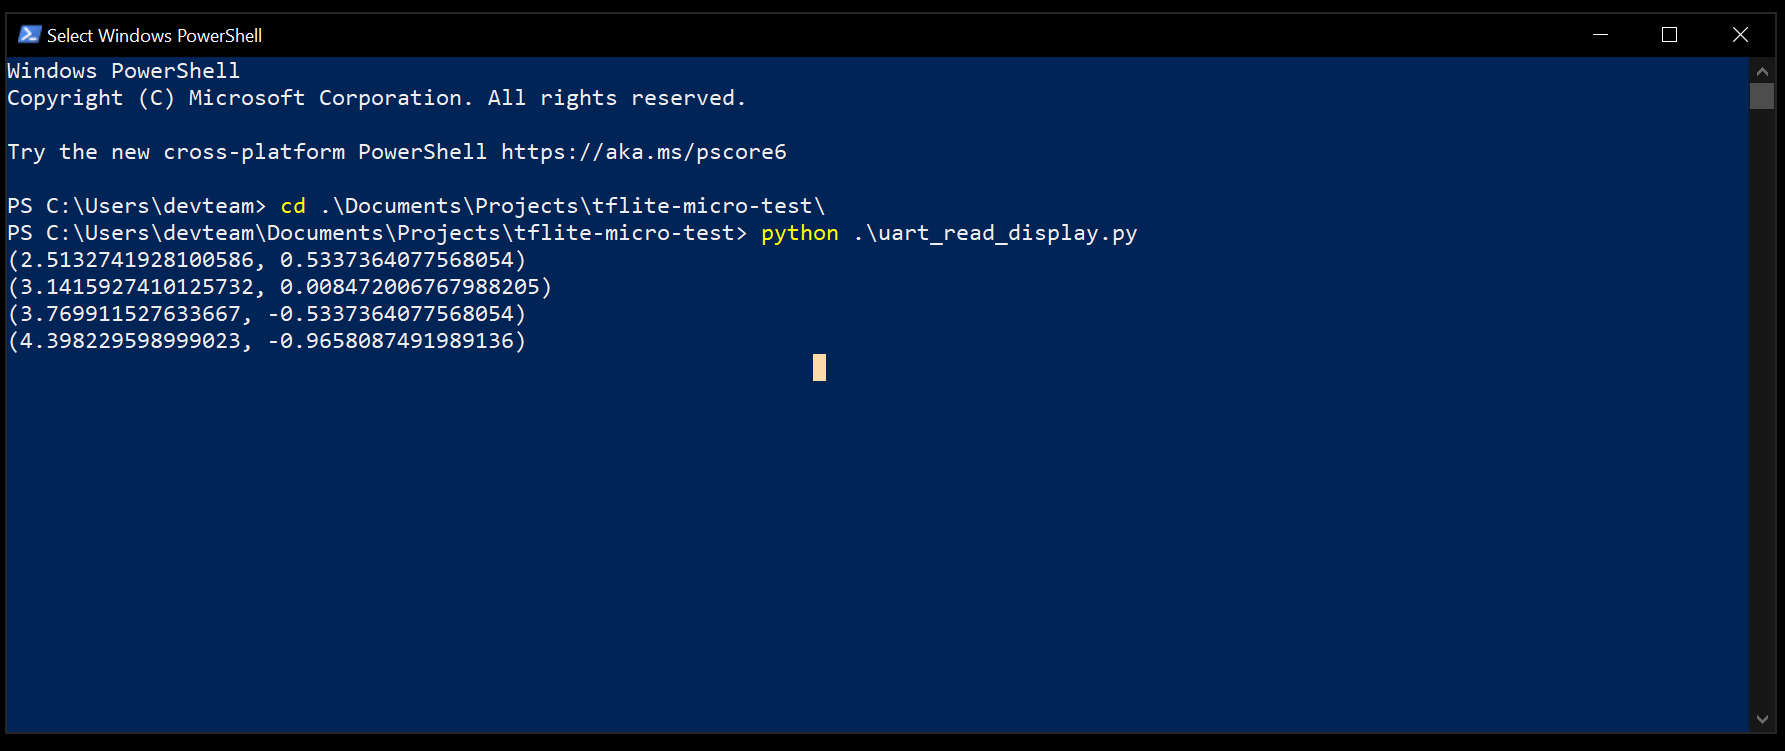 Select Windows PowerShell
Windows PowerShell
Copyright (C) Microsoft Corporation. All rights reserved.
Try the new cross-platform PowerShell https://aka.ms/pscore6
PS C:\Users\devteam> cd .\Documents\Projects\tflite-micro-test\
PS C:\Users\devteam\Documents\Projects\tflite-micro-test> python .\uart_read_display.py
(2.5132741928100586, 0.5337364077568054)
(3.1415927410125732, 0.008472006767988205)
(3.769911527633667, -0.5337364077568054)
(4.398229598999023, -0.9658087491989136)